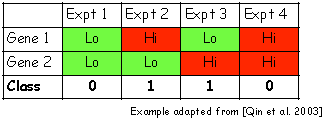 Expt 1 Expt 2 Expt 3 Expt 4
Gene 1 Lo Hi Lo Hi
Gene 2 Lo Lo Hi Hi
Class 0 1 1 0
Example adapted from [Qin et al. 2003]